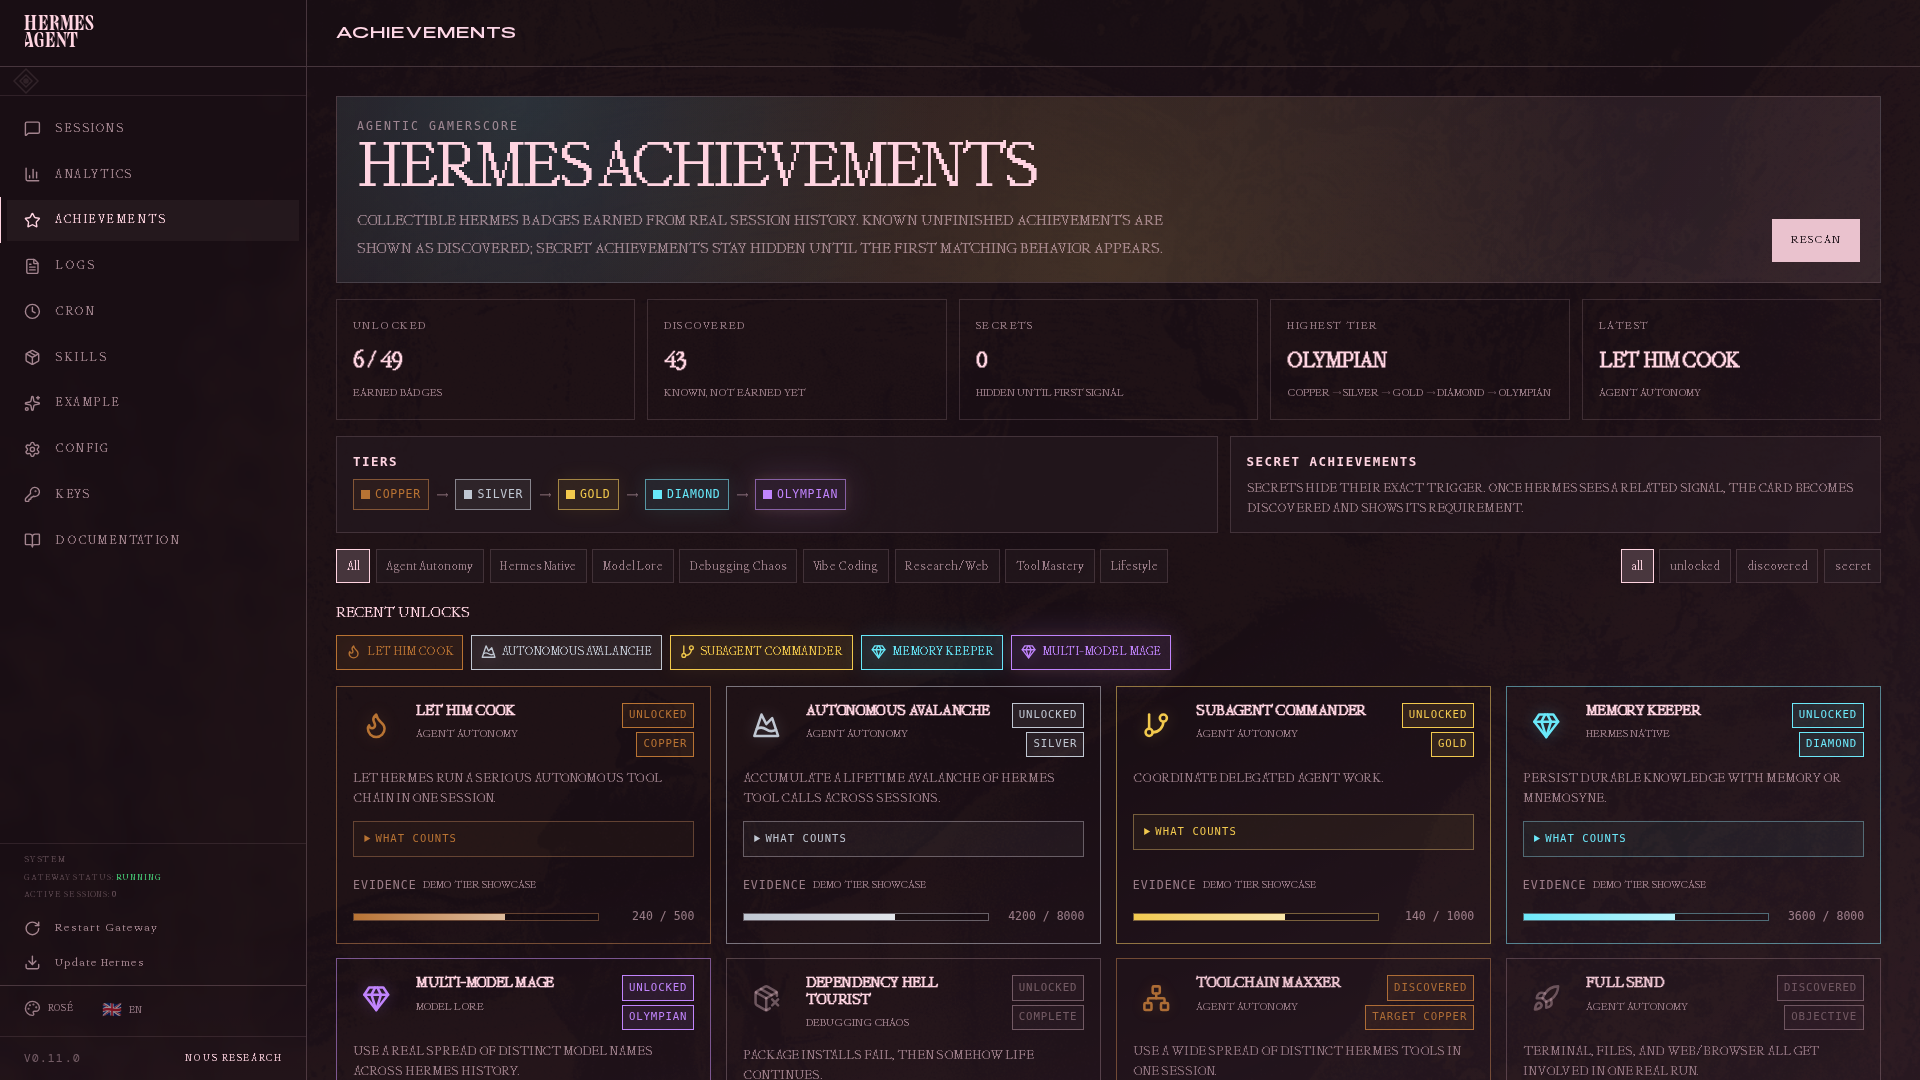 HERMES
AGENT
ACHIEVEMENTS
SESSIONS
ANALYTICS
ACHIEVEMENTS
LOGS
CRON
SKILLS
EXAMPLE
CONFIG
KEYS
DOCUMENTATION
SYSTEM
GATEWAY STATUS: RUNNING
ACTIVE SESSIONS: 0
Restart Gateway
Update Hermes
ROSÉ EN
V0.11.0 NOUS RESEARCH
AGENTIC GAMERSCORE
HERMES ACHIEVEMENTS
COLLECTIBLE HERMES BADGES EARNED FROM REAL SESSION HISTORY. KNOWN UNFINISHED ACHIEVEMENTS ARE
SHOWN AS DISCOVERED; SECRET ACHIEVEMENTS STAY HIDDEN UNTIL THE FIRST MATCHING BEHAVIOR APPEARS.
RESCAN
UNLOCKED
6 / 49
EARNED BADGES
DISCOVERED
43
KNOWN, NOT EARNED YET
SECRETS
0
HIDDEN UNTIL FIRST SIGNAL
HIGHEST TIER
OLYMPIAN
COPPER → SILVER → GOLD → DIAMOND → OLYMPIAN
LATEST
LET HIM COOK
AGENT AUTONOMY
TIERS
COPPER → SILVER → GOLD → DIAMOND → OLYMPIAN
SECRET ACHIEVEMENTS
SECRETS HIDE THEIR EXACT TRIGGER. ONCE HERMES SEES A RELATED SIGNAL, THE CARD BECOMES
DISCOVERED AND SHOWS ITS REQUIREMENT.
All Agent Autonomy Hermes Native Model Lore Debugging Chaos Vibe Coding Research/Web Tool Mastery Lifestyle
all unlocked discovered secret
RECENT UNLOCKS
LET HIM COOK AUTONOMOUS AVALANCHE SUBAGENT COMMANDER MEMORY KEEPER MULTI-MODEL MAGE
LET HIM COOK
AGENT AUTONOMY
UNLOCKED
COPPER
LET HERMES RUN A SERIOUS AUTONOMOUS TOOL
CHAIN IN ONE SESSION.
▶ WHAT COUNTS
EVIDENCE DEMO TIER SHOWCASE
240 / 500
AUTONOMOUS AVALANCHE
AGENT AUTONOMY
UNLOCKED
SILVER
ACCUMULATE A LIFETIME AVALANCHE OF HERMES
TOOL CALLS ACROSS SESSIONS.
▶ WHAT COUNTS
EVIDENCE DEMO TIER SHOWCASE
4200 / 8000
SUBAGENT COMMANDER
AGENT AUTONOMY
UNLOCKED
GOLD
COORDINATE DELEGATED AGENT WORK.
▶ WHAT COUNTS
EVIDENCE DEMO TIER SHOWCASE
140 / 1000
MEMORY KEEPER
HERMES NATIVE
UNLOCKED
DIAMOND
PERSIST DURABLE KNOWLEDGE WITH MEMORY OR
MNEMOSYNE.
▶ WHAT COUNTS
EVIDENCE DEMO TIER SHOWCASE
3600 / 8000
MULTI-MODEL MAGE
MODEL LORE
UNLOCKED
OLYMPIAN
USE A REAL SPREAD OF DISTINCT MODEL NAMES
ACROSS HERMES HISTORY.
DEPENDENCY HELL
TOURIST
DEBUGGING CHAOS
UNLOCKED
COMPLETE
PACKAGE INSTALLS FAIL, THEN SOMEHOW LIFE
CONTINUES.
TOOLCHAIN MAXXER
AGENT AUTONOMY
DISCOVERED
TARGET COPPER
USE A WIDE SPREAD OF DISTINCT HERMES TOOLS IN
ONE SESSION.
FULL SEND
AGENT AUTONOMY
DISCOVERED
OBJECTIVE
TERMINAL, FILES, AND WEB/BROWSER ALL GET
INVOLVED IN ONE REAL RUN.